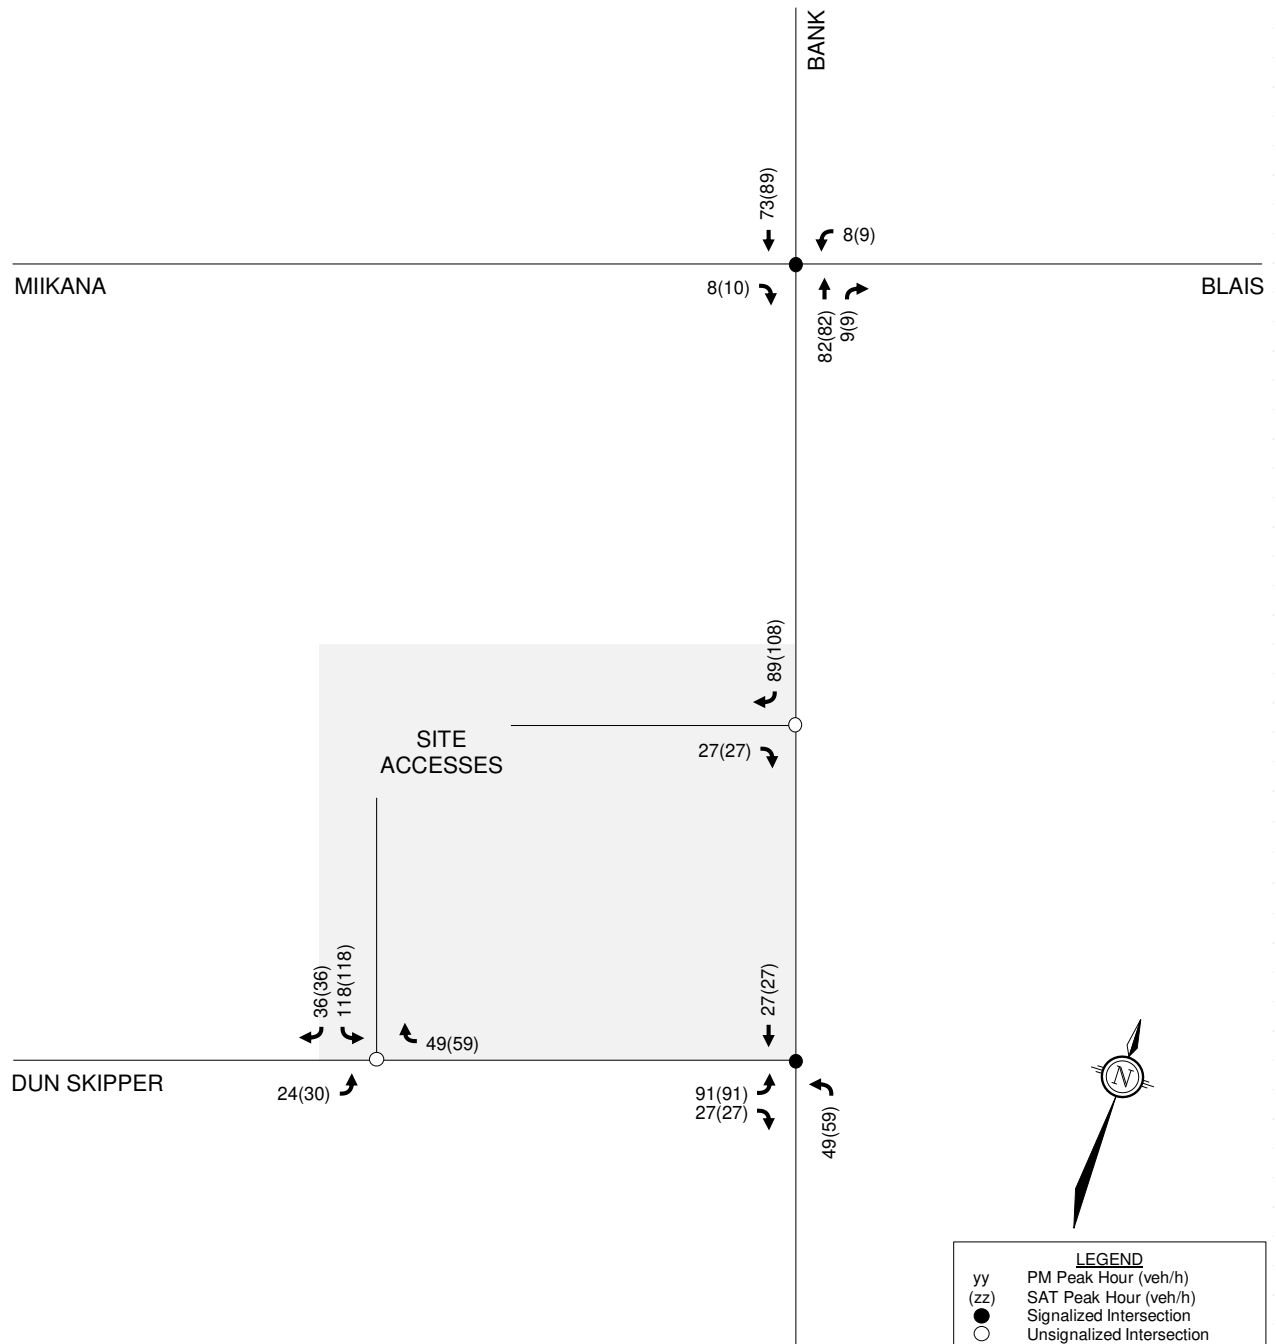 BANK
73(89)
8(9)
MIIKANA
8(10)
BLAIS
82(82)
9(9)
89(108)
SITE
ACCESSES
27(27)
36(36)
118(118)
27(27)
49(59)
DUN SKIPPER
24(30)
91(91)
27(27)
49(59)
N
LEGEND
yy PM Peak Hour (veh/h)
(zz) SAT Peak Hour (veh/h)
Signalized Intersection
Unsignalized Intersection